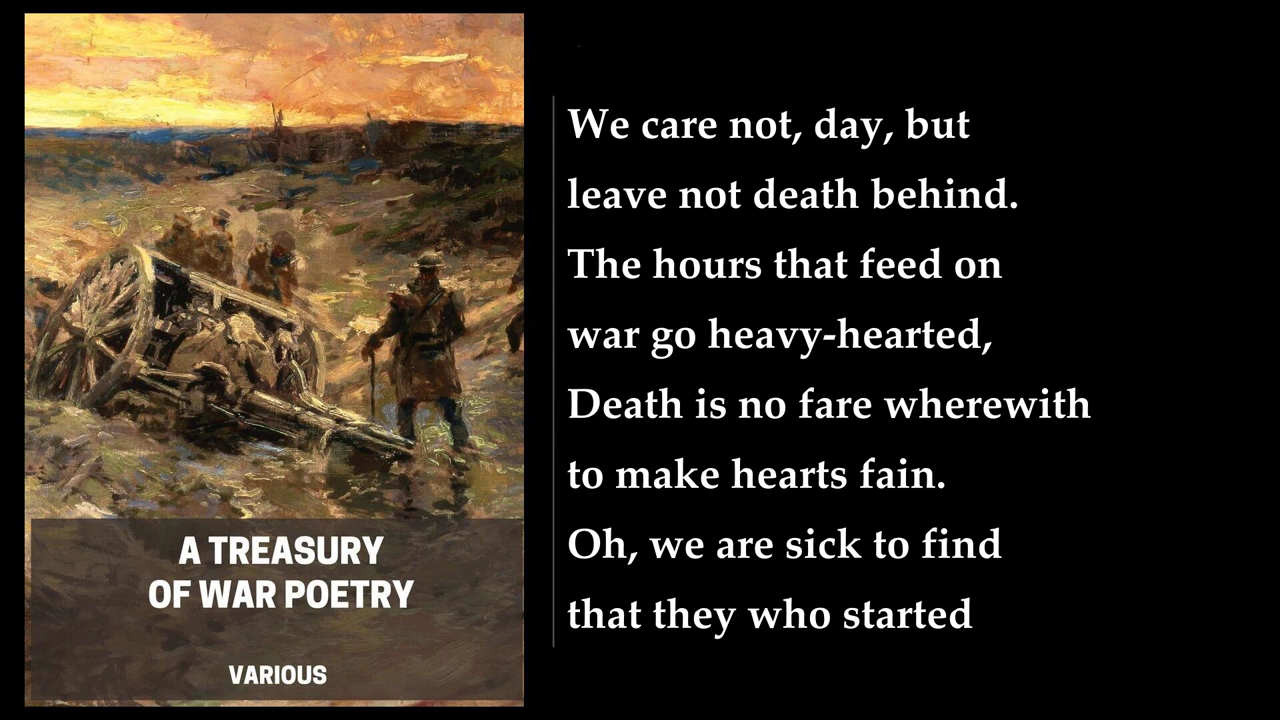 We care not, day, but
leave not death behind.
The hours that feed on
war go heavy-hearted,
Death is no fare wherewith
to make hearts fain.
Oh, we are sick to find
that they who started
A TREASURY
OF WAR POETRY
VARIOUS